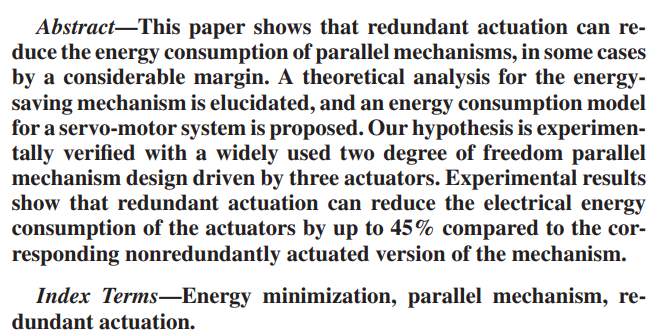 Abstract—This paper shows that redundant actuation can re-
duce the energy consumption of parallel mechanisms, in some cases
by a considerable margin. A theoretical analysis for the energy-
saving mechanism is elucidated, and an energy consumption model
for a servo-motor system is proposed. Our hypothesis is experimen-
tally verified with a widely used two degree of freedom parallel
mechanism design driven by three actuators. Experimental results
show that redundant actuation can reduce the electrical energy
consumption of the actuators by up to 45% compared to the cor-
responding nonredundantly actuated version of the mechanism.
Index Terms—Energy minimization, parallel mechanism, re-
dundant actuation.